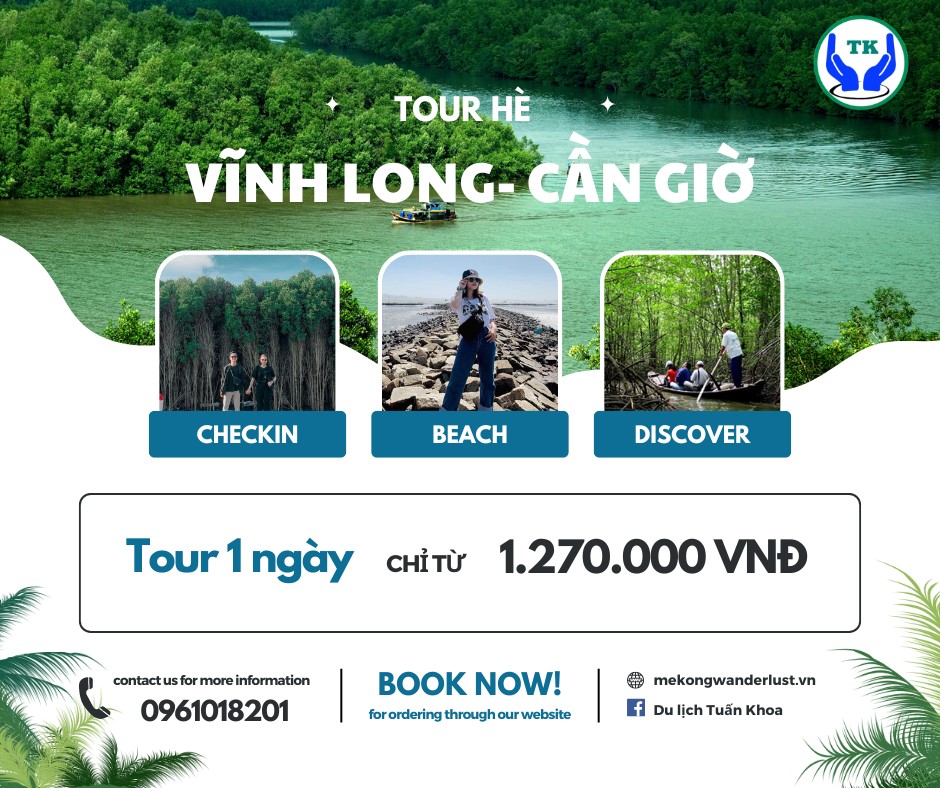 TK
TOUR HÈ
VĨNH LONG- CẦN GIỜ
CHECKIN
BEACH
DISCOVER
Tour 1 ngày CHỈ TỪ 1.270.000 VNĐ
contact us for more information
0961018201
BOOK NOW!
for ordering through our website
mekongwanderlust.vn
Du lịch Tuấn Khoa